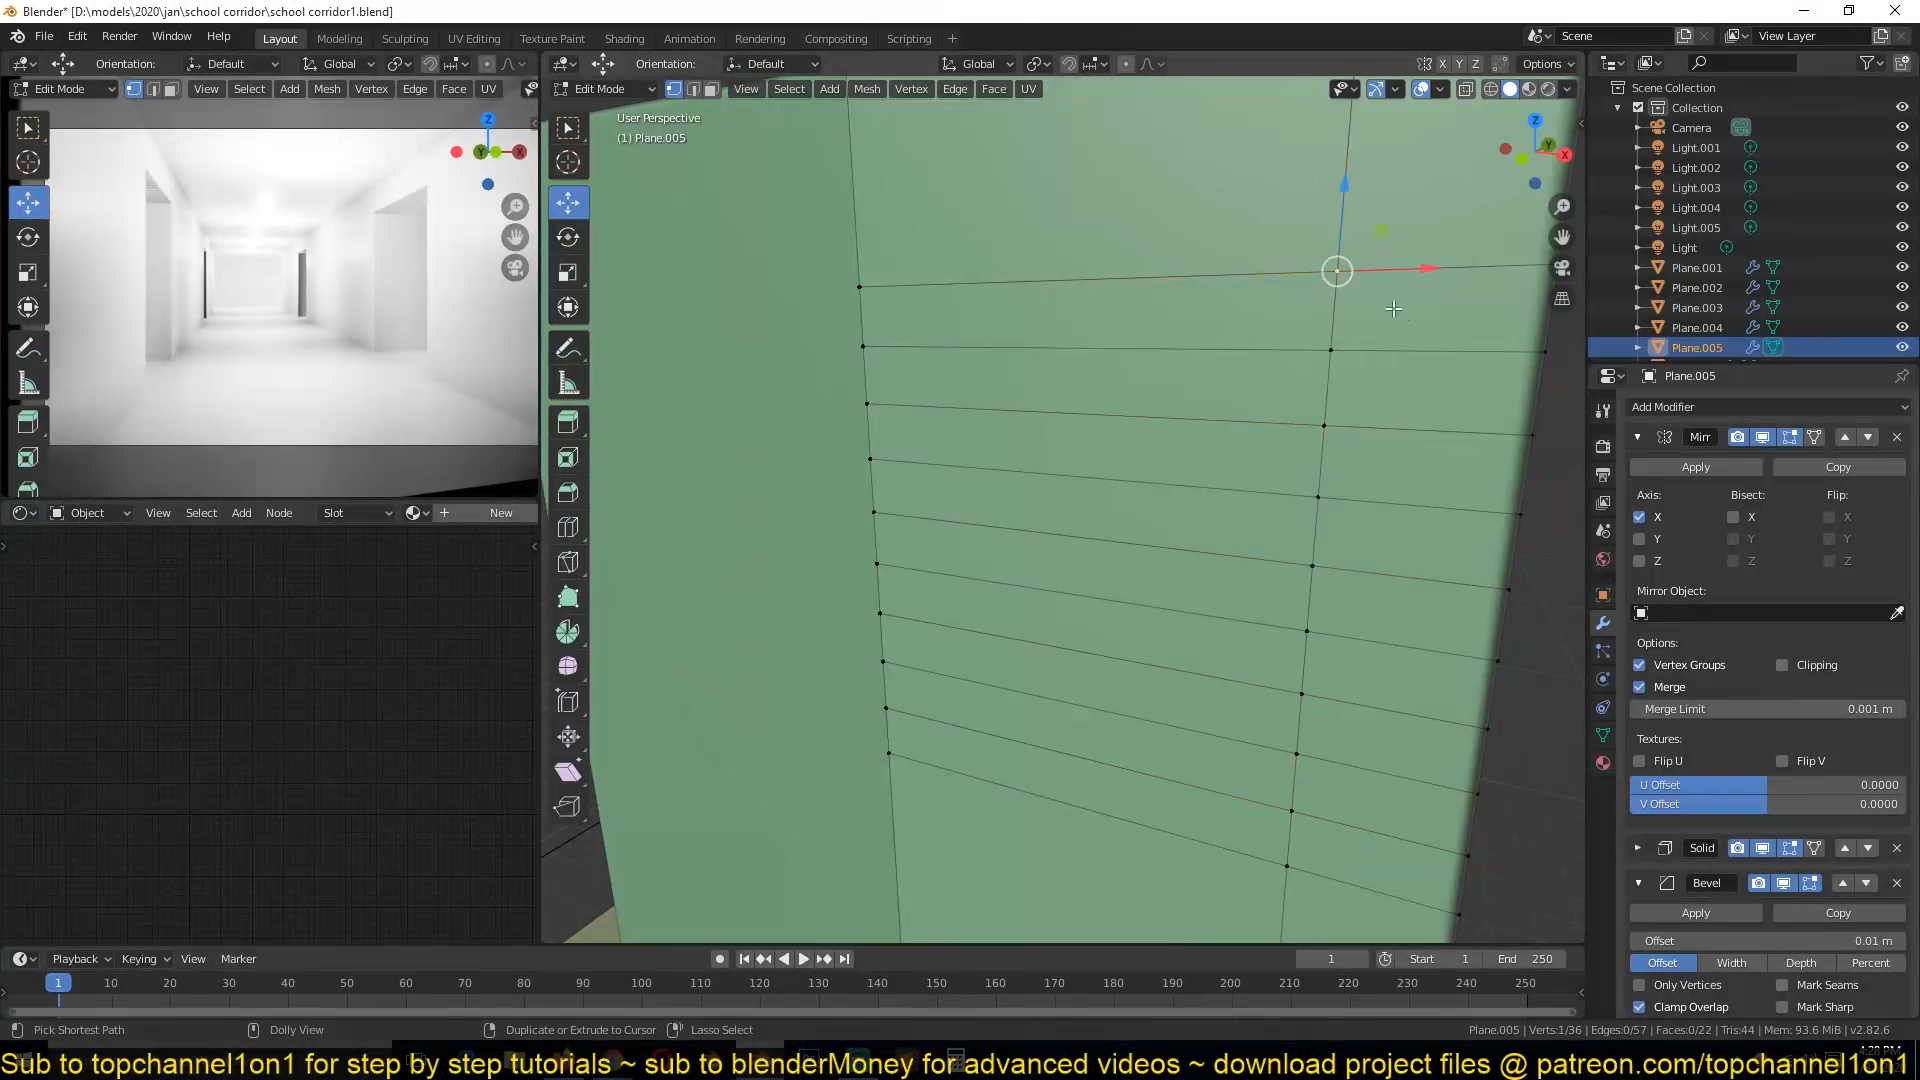 Blender* [D:\models\2020\jan\school corridor\school corridor1.blend]
File Edit Render Window Help Layout Modeling Sculpting UV Editing Texture Paint Shading Animation Rendering Compositing Scripting + Scene View Layer
Orientation: Default Global Orientation: Default Global X Y Z Options
Edit Mode View Select Add Mesh Vertex Edge Face UV Edit Mode View Select Add Mesh Vertex Edge Face UV
User Perspective
(1) Plane.005
Z
Y
X
Z
Y
X
Scene Collection
Collection
Camera
Light.001
Light.002
Light.003
Light.004
Light.005
Light
Plane.001
Plane.002
Plane.003
Plane.004
Plane.005
Plane.005
Add Modifier
Mirr
Apply Copy
Axis: Bisect: Flip:
X X X
Y Y Y
Z Z Z
Mirror Object:
Options:
Vertex Groups Clipping
Merge
Merge Limit 0.001 m
Textures:
Flip U Flip V
U Offset 0.0000
V Offset 0.0000
Solid
Bevel
Apply Copy
Offset 0.01 m
Offset Width Depth Percent
Only Vertices Mark Seams
Clamp Overlap Mark Sharp
Object View Select Add Node Slot New
Playback Keying View Marker 1 Start 1 End 250
1 10 20 30 40 50 60 70 80 90 100 110 120 130 140 150 160 170 180 190 200 210 220 230 240 250
Pick Shortest Path Dolly View Duplicate or Extrude to Cursor Lasso Select Plane.005 | Verts:1/36 | Edges:0/57 | Faces:0/22 | Tris:44 | Mem: 93.6 MiB | v2.82.6
Sub to topchannel1on1 for step by step tutorials ~ sub to blenderMoney for advanced videos ~ download project files @ patreon.com/topchannel1on1
4:28 PM